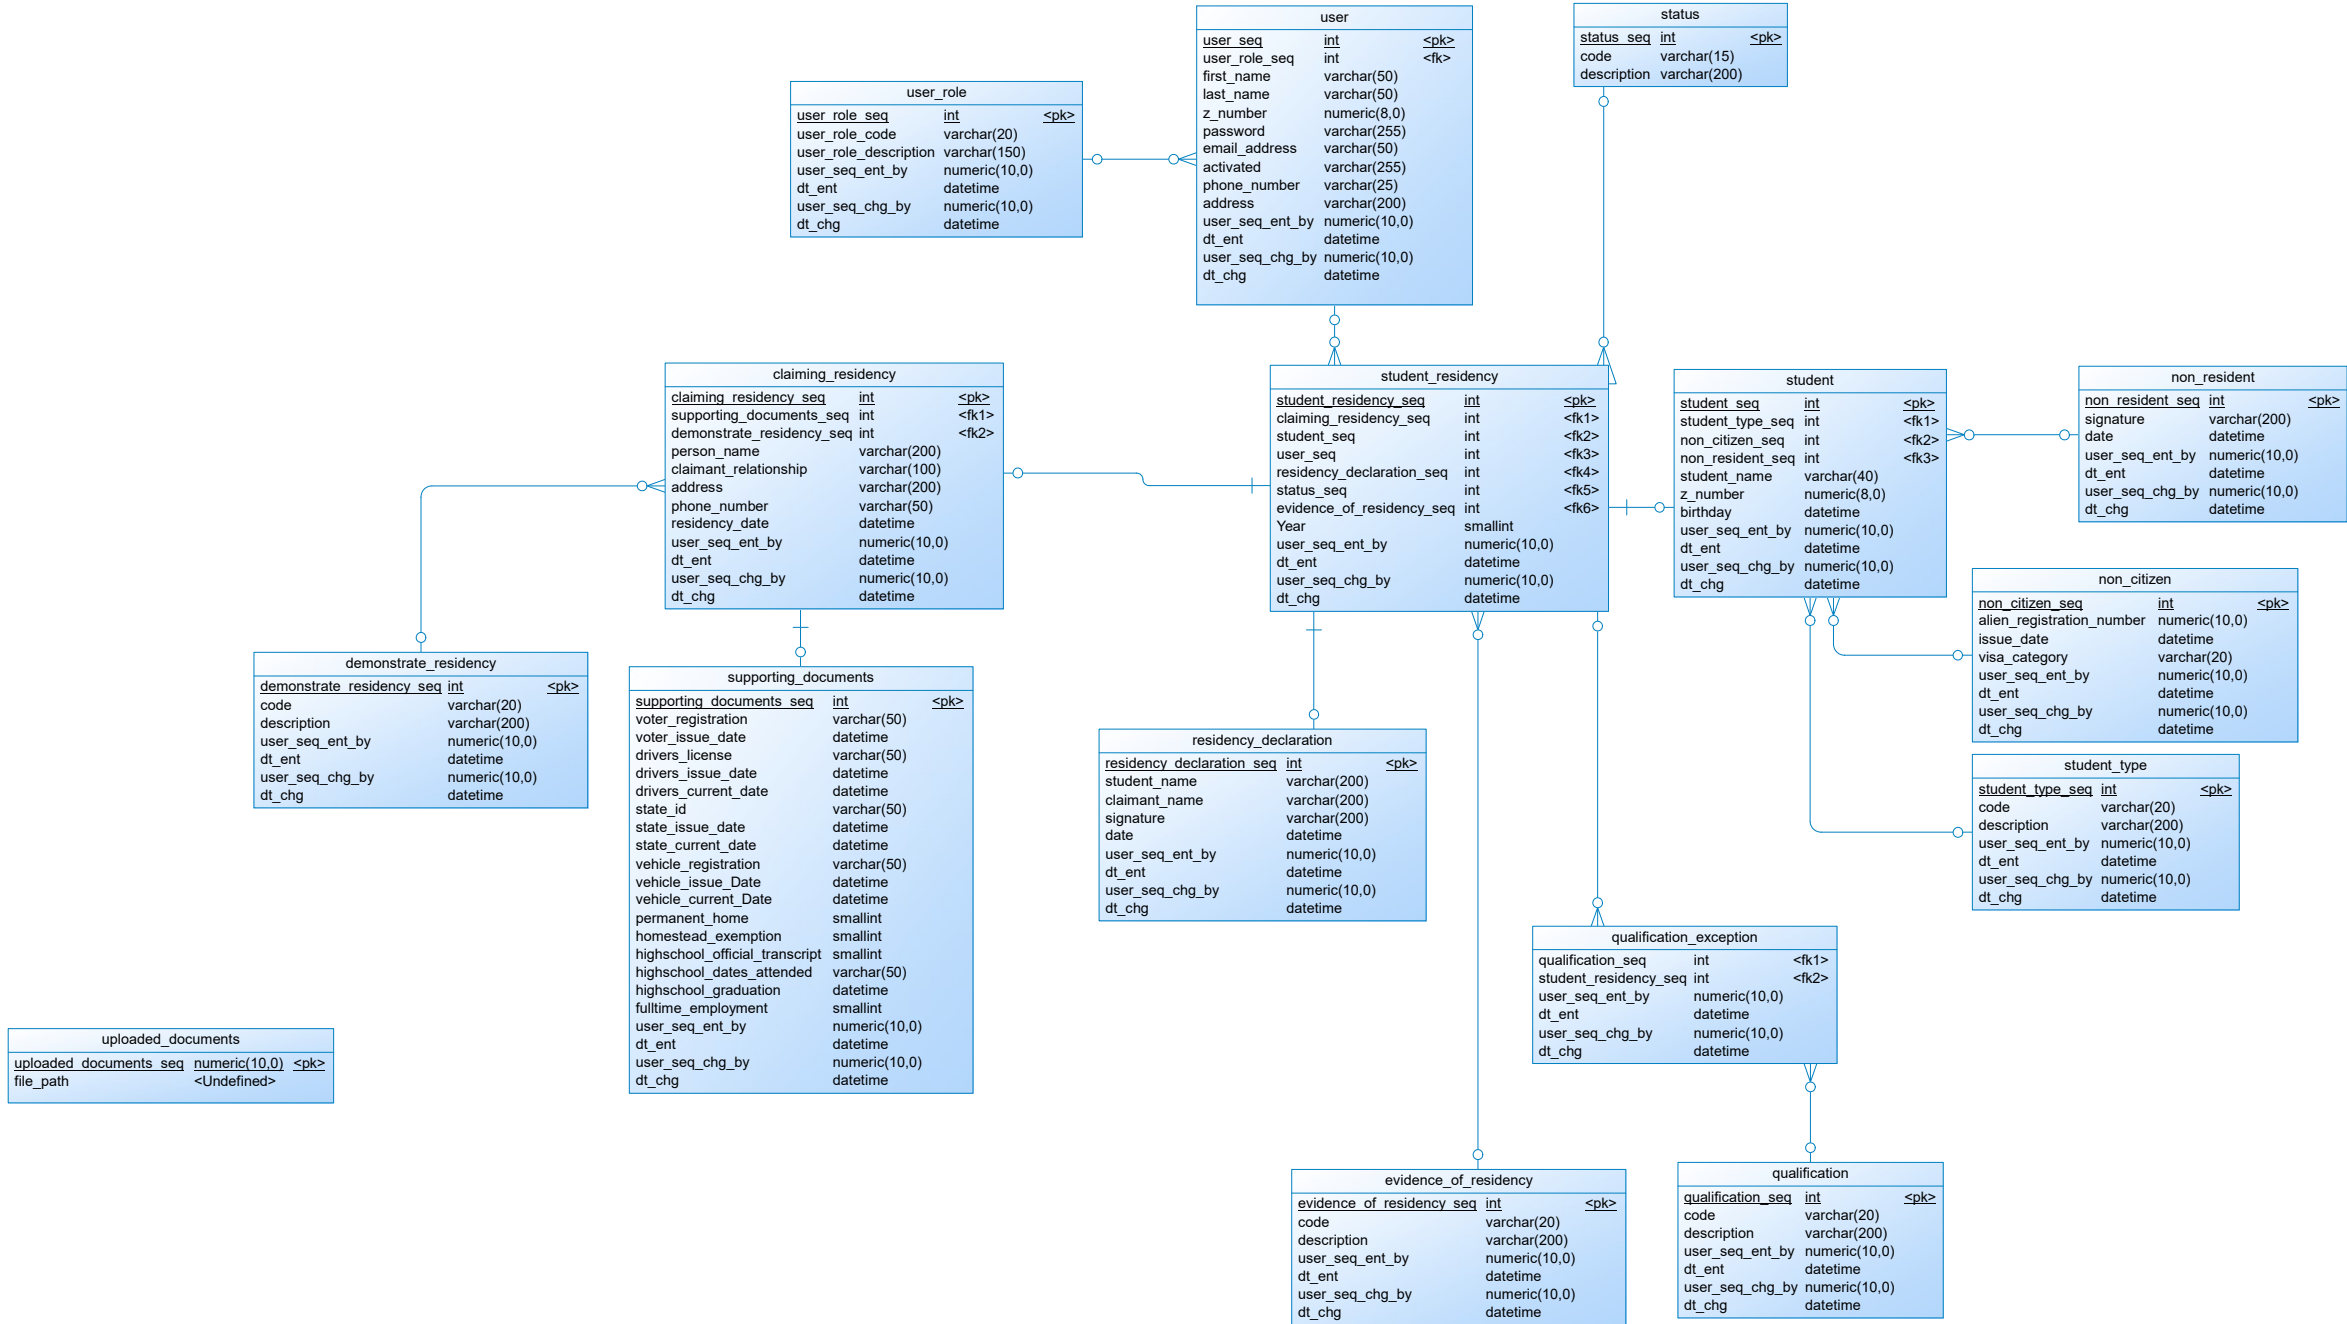 user
user_seq int <pk>
user_role_seq int <fk>
first_name varchar(50)
last_name varchar(50)
z_number numeric(8,0)
password varchar(255)
email_address varchar(50)
activated varchar(255)
phone_number varchar(25)
address varchar(200)
user_seq_ent_by numeric(10,0)
dt_ent datetime
user_seq_chg_by numeric(10,0)
dt_chg datetime
status
status_seq int <pk>
code varchar(15)
description varchar(200)
user_role
user_role_seq int <pk>
user_role_code varchar(20)
user_role_description varchar(150)
user_seq_ent_by numeric(10,0)
dt_ent datetime
user_seq_chg_by numeric(10,0)
dt_chg datetime
claiming_residency
claiming_residency_seq int <pk>
supporting_documents_seq int <fk1>
demonstrate_residency_seq int <fk2>
person_name varchar(200)
claimant_relationship varchar(100)
address varchar(200)
phone_number varchar(50)
residency_date datetime
user_seq_ent_by numeric(10,0)
dt_ent datetime
user_seq_chg_by numeric(10,0)
dt_chg datetime
student_residency
student_residency_seq int <pk>
claiming_residency_seq int <fk1>
student_seq int <fk2>
user_seq int <fk3>
residency_declaration_seq int <fk4>
status_seq int <fk5>
evidence_of_residency_seq int <fk6>
Year smallint
user_seq_ent_by numeric(10,0)
dt_ent datetime
user_seq_chg_by numeric(10,0)
dt_chg datetime
student
student_seq int <pk>
student_type_seq int <fk1>
non_citizen_seq int <fk2>
non_resident_seq int <fk3>
student_name varchar(40)
z_number numeric(8,0)
birthday datetime
user_seq_ent_by numeric(10,0)
dt_ent datetime
user_seq_chg_by numeric(10,0)
dt_chg datetime
non_resident
non_resident_seq int <pk>
signature varchar(200)
date datetime
user_seq_ent_by numeric(10,0)
dt_ent datetime
user_seq_chg_by numeric(10,0)
dt_chg datetime
non_citizen
non_citizen_seq int <pk>
alien_registration_number numeric(10,0)
issue_date datetime
visa_category varchar(20)
user_seq_ent_by numeric(10,0)
dt_ent datetime
user_seq_chg_by numeric(10,0)
dt_chg datetime
demonstrate_residency
demonstrate_residency_seq int <pk>
code varchar(20)
description varchar(200)
user_seq_ent_by numeric(10,0)
dt_ent datetime
user_seq_chg_by numeric(10,0)
dt_chg datetime
supporting_documents
supporting_documents_seq int <pk>
voter_registration varchar(50)
voter_issue_date datetime
drivers_license varchar(50)
drivers_issue_date datetime
drivers_current_date datetime
state_id varchar(50)
state_issue_date datetime
state_current_date datetime
vehicle_registration varchar(50)
vehicle_issue_Date datetime
vehicle_current_Date datetime
permanent_home smallint
homestead_exemption smallint
highschool_official_transcript smallint
highschool_dates_attended varchar(50)
highschool_graduation datetime
fulltime_employment smallint
user_seq_ent_by numeric(10,0)
dt_ent datetime
user_seq_chg_by numeric(10,0)
dt_chg datetime
residency_declaration
residency_declaration_seq int <pk>
student_name varchar(200)
claimant_name varchar(200)
signature varchar(200)
date datetime
user_seq_ent_by numeric(10,0)
dt_ent datetime
user_seq_chg_by numeric(10,0)
dt_chg datetime
student_type
student_type_seq int <pk>
code varchar(20)
description varchar(200)
user_seq_ent_by numeric(10,0)
dt_ent datetime
user_seq_chg_by numeric(10,0)
dt_chg datetime
qualification_exception
qualification_seq int <fk1>
student_residency_seq int <fk2>
user_seq_ent_by numeric(10,0)
dt_ent datetime
user_seq_chg_by numeric(10,0)
dt_chg datetime
uploaded_documents
uploaded_documents_seq numeric(10,0) <pk>
file_path <Undefined>
evidence_of_residency
evidence_of_residency_seq int <pk>
code varchar(20)
description varchar(200)
user_seq_ent_by numeric(10,0)
dt_ent datetime
user_seq_chg_by numeric(10,0)
dt_chg datetime
qualification
qualification_seq int <pk>
code varchar(20)
description varchar(200)
user_seq_ent_by numeric(10,0)
dt_ent datetime
user_seq_chg_by numeric(10,0)
dt_chg datetime